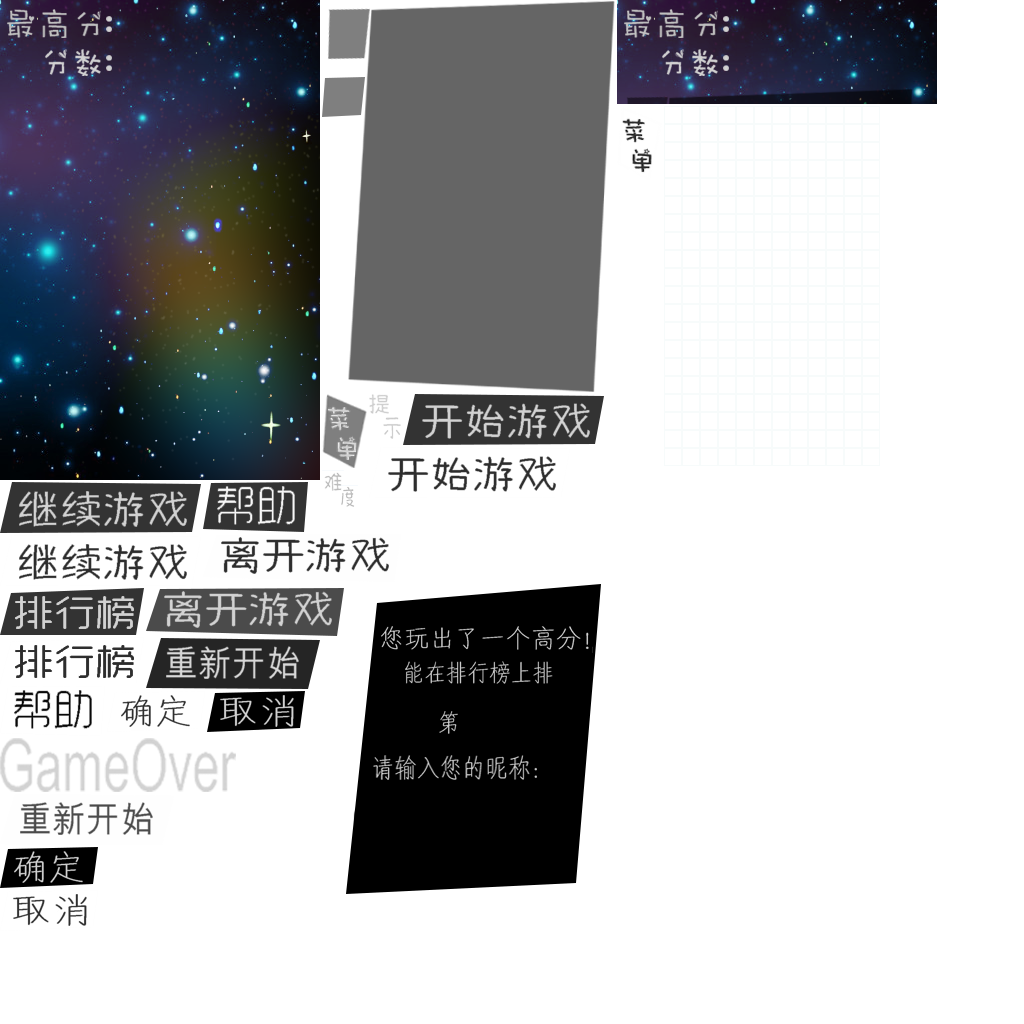 最高分:
分数:
最高分:
分数:
菜单
菜单
提示
开始游戏
难度
开始游戏
继续游戏
帮助
继续游戏
离开游戏
排行榜
离开游戏
排行榜
重新开始
帮助
确定
取消
GameOver
重新开始
确定
取消
您玩出了一个高分!
能在排行榜上排
第
请输入您的昵称: